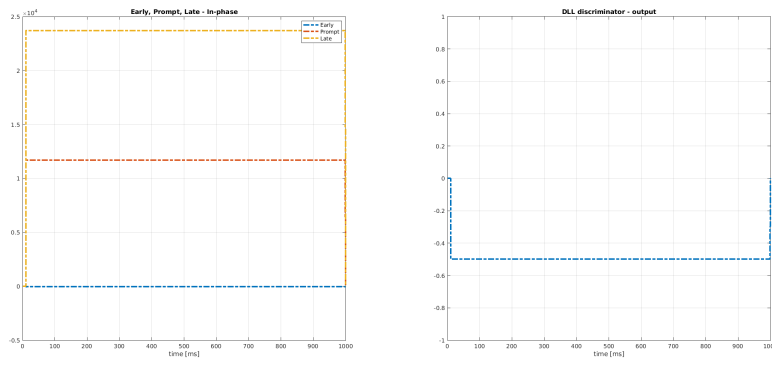 Early, Prompt, Late - In-phase
×10⁴
2.5
2
1.5
1
0.5
0
-0.5
0 100 200 300 400 500 600 700 800 900 1000
time [ms]
Early
Prompt
Late
DLL discriminator - output
1
0.8
0.6
0.4
0.2
0
-0.2
-0.4
-0.6
-0.8
-1
0 100 200 300 400 500 600 700 800 900 1000
time [ms]